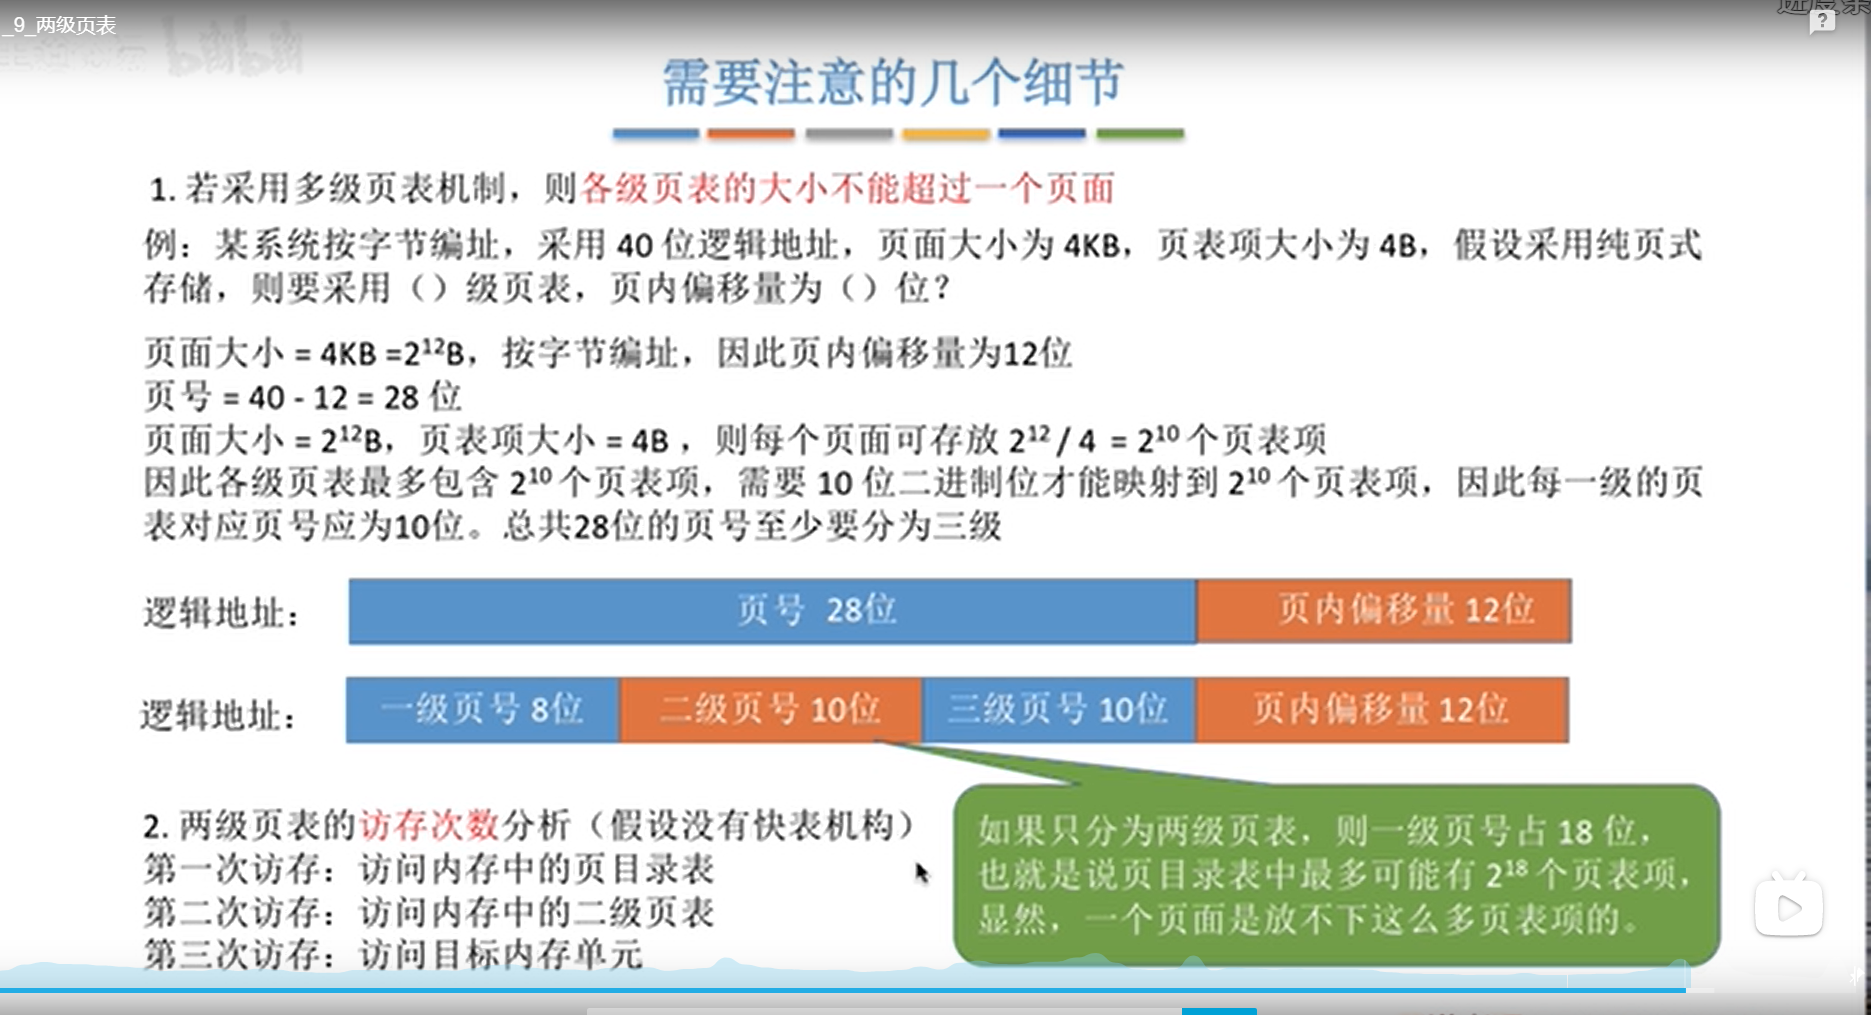 _9_两级页表
bilibili
需要注意的几个细节
1. 若采用多级页表机制，则各级页表的大小不能超过一个页面
例：某系统按字节编址，采用 40 位逻辑地址，页面大小为 4KB，页表项大小为 4B，假设采用纯页式
存储，则要采用（）级页表，页内偏移量为（）位？
页面大小 = 4KB =2¹²B，按字节编址，因此页内偏移量为12位
页号 = 40 - 12 = 28 位
页面大小 = 2¹²B，页表项大小 = 4B ，则每个页面可存放 2¹² / 4 = 2¹⁰ 个页表项
因此各级页表最多包含 2¹⁰ 个页表项，需要 10 位二进制位才能映射到 2¹⁰ 个页表项，因此每一级的页
表对应页号应为10位。总共28位的页号至少要分为三级
逻辑地址： 页号 28位 页内偏移量 12位
逻辑地址： 一级页号 8位 二级页号 10位 三级页号 10位 页内偏移量 12位
2. 两级页表的访存次数分析（假设没有快表机构）
第一次访存：访问内存中的页目录表
第二次访存：访问内存中的二级页表
第三次访存：访问目标内存单元
如果只分为两级页表，则一级页号占 18 位，
也就是说页目录表中最多可能有 2¹⁸ 个页表项，
显然，一个页面是放不下这么多页表项的。